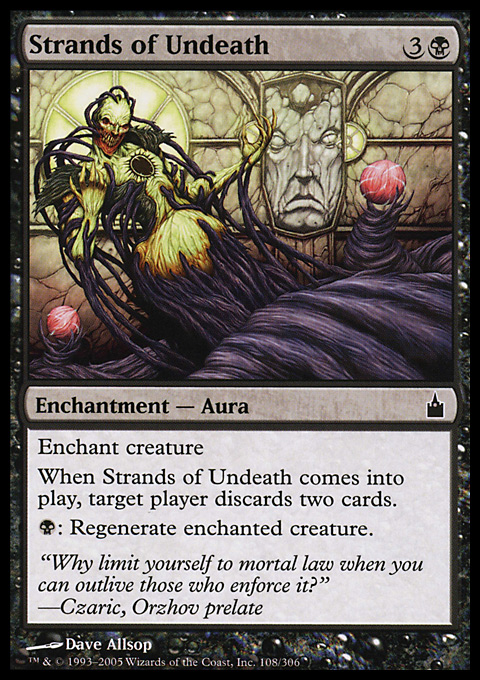 Strands of Undeath 3
Enchantment — Aura
Enchant creature
When Strands of Undeath comes into
play, target player discards two cards.
: Regenerate enchanted creature.
“Why limit yourself to mortal law when you
can outlive those who enforce it?”
—Czaric, Orzhov prelate
Dave Allsop
™ & © 1993–2005 Wizards of the Coast, Inc. 108/306